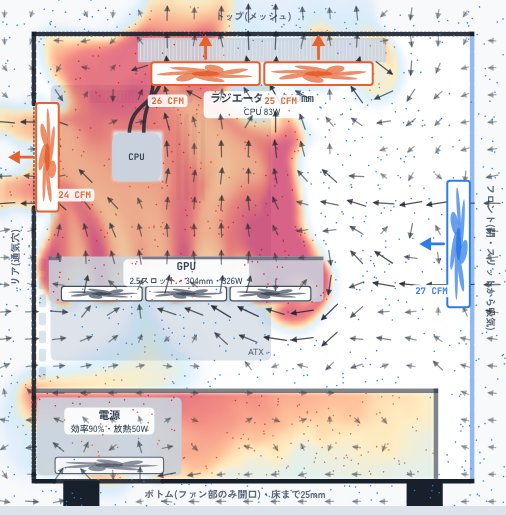 トップ(メッシュ)
26 CFM
ラジエータ
25 CFM
mm
CPU 83W
CPU
24 CFM
リア(通気穴)
GPU
2.5スロット・304mm・326W
27 CFM
ATX
電源
効率90%・放熱50W
ボトム(ファン部のみ開口)・床まで25mm